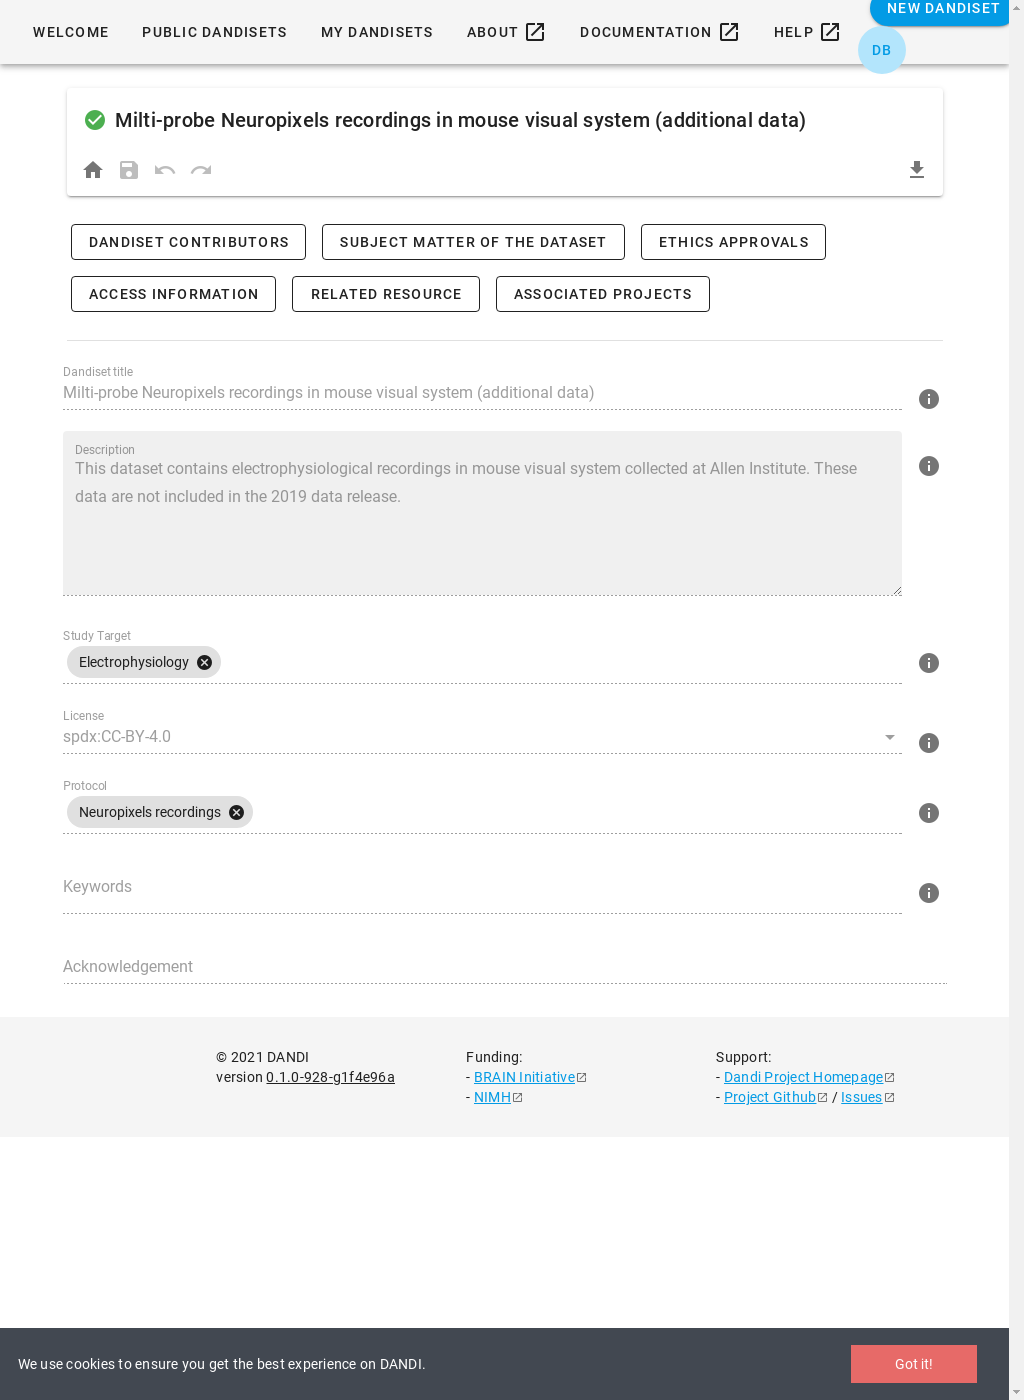 NEW DANDISET
WELCOME PUBLIC DANDISETS MY DANDISETS ABOUT DOCUMENTATION HELP
DB
Milti-probe Neuropixels recordings in mouse visual system (additional data)
DANDISET CONTRIBUTORS SUBJECT MATTER OF THE DATASET ETHICS APPROVALS
ACCESS INFORMATION RELATED RESOURCE ASSOCIATED PROJECTS
Dandiset title
Milti-probe Neuropixels recordings in mouse visual system (additional data)
Description
This dataset contains electrophysiological recordings in mouse visual system collected at Allen Institute. These
data are not included in the 2019 data release.
Study Target
Electrophysiology
License
spdx:CC-BY-4.0
Protocol
Neuropixels recordings
Keywords
Acknowledgement
© 2021 DANDI
version 0.1.0-928-g1f4e96a
Funding:
- BRAIN Initiative
- NIMH
Support:
- Dandi Project Homepage
- Project Github / Issues
We use cookies to ensure you get the best experience on DANDI.
Got it!